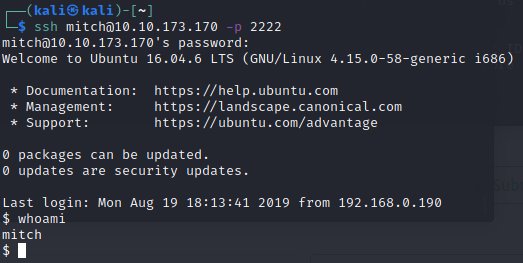 ┌──(kali㉿kali)-[~]
└─$ ssh mitch@10.10.173.170 -p 2222
mitch@10.10.173.170's password:
Welcome to Ubuntu 16.04.6 LTS (GNU/Linux 4.15.0-58-generic i686)
 * Documentation:  https://help.ubuntu.com
 * Management:     https://landscape.canonical.com
 * Support:        https://ubuntu.com/advantage
0 packages can be updated.
0 updates are security updates.
Last login: Mon Aug 19 18:13:41 2019 from 192.168.0.190
$ whoami
mitch
$